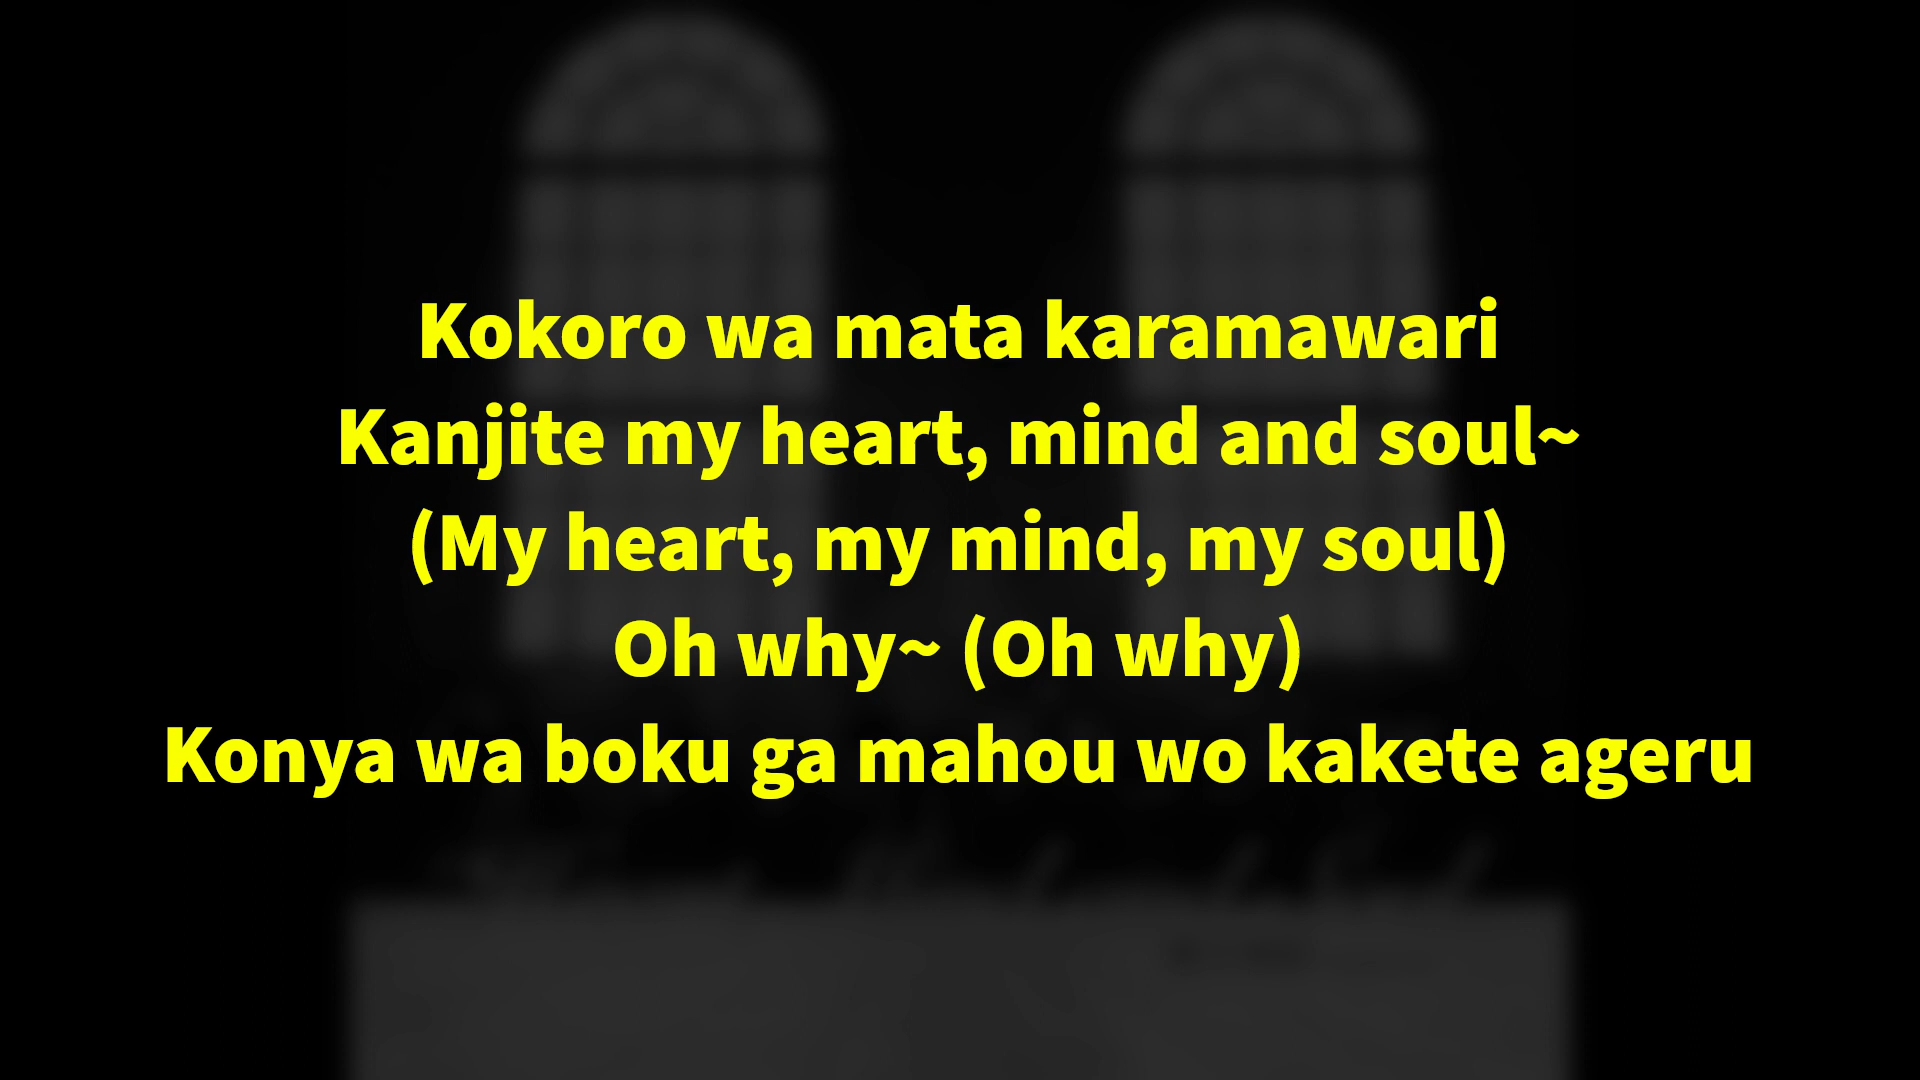 Kokoro wa mata karamawari
Kanjite my heart, mind and soul~
(My heart, my mind, my soul)
Oh why~ (Oh why)
Konya wa boku ga mahou wo kakete ageru